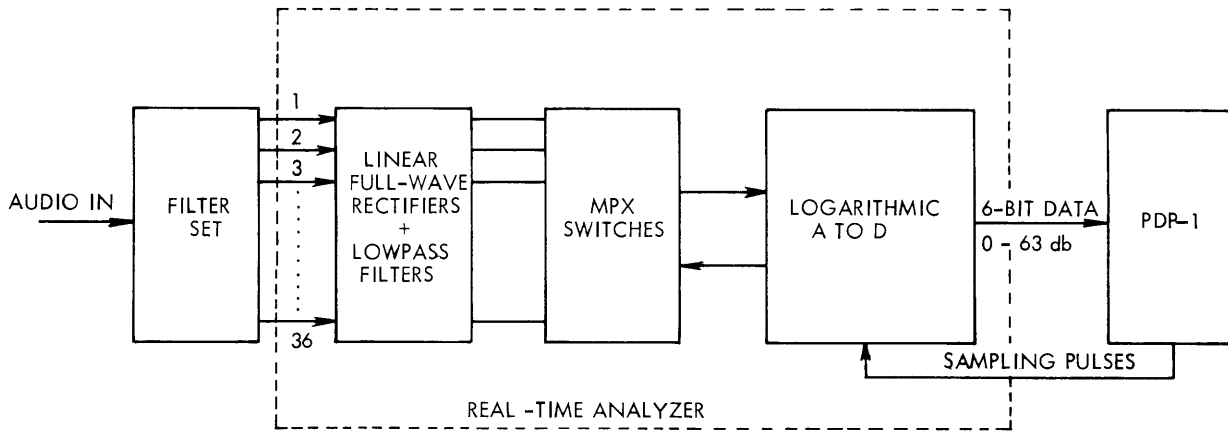 AUDIO IN
FILTER
SET
1
2
3
36
LINEAR
FULL-WAVE
RECTIFIERS
+
LOWPASS
FILTERS
MPX
SWITCHES
LOGARITHMIC
A TO D
6-BIT DATA
0 - 63 db
PDP-1
SAMPLING PULSES
REAL -TIME ANALYZER